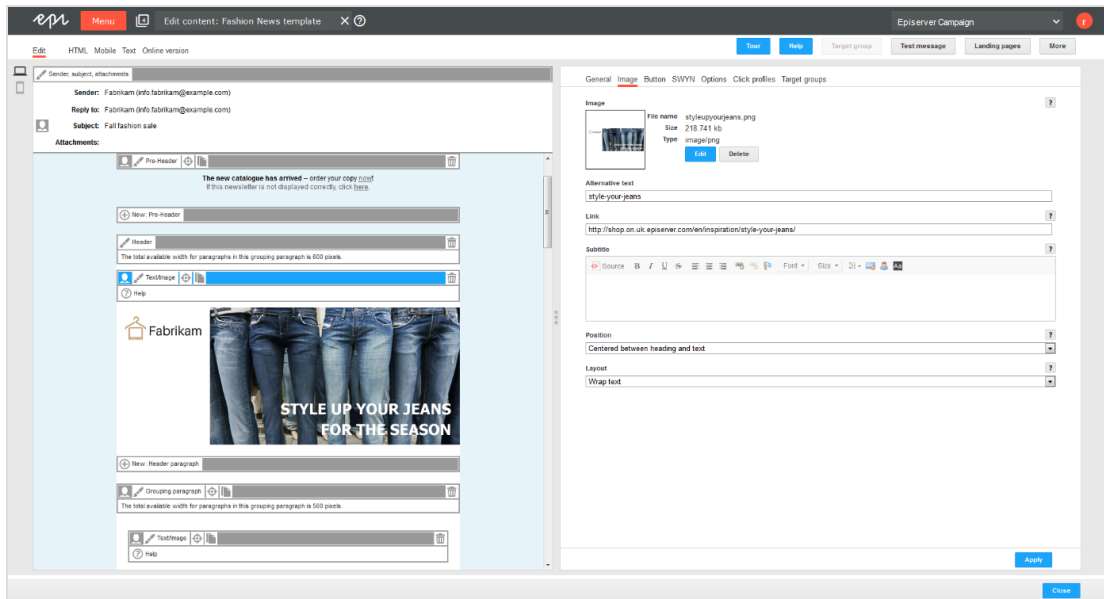 epi Menu Edit content: Fashion News template Episerver Campaign r
Edit HTML Mobile Text Online version Tour Help Target group Test message Landing pages More
Sender, subject, attachments
Sender: Fabrikam (info.fabrikam@example.com)
Reply to: Fabrikam (info.fabrikam@example.com)
Subject: Fall fashion sale
Attachments:
Pre-Header
The new catalogue has arrived – order your copy now!
If this newsletter is not displayed correctly, click here.
New: Pre-Header
Header
The total available width for paragraphs in this grouping paragraph is 600 pixels.
Text/Image
Help
Fabrikam
STYLE UP YOUR JEANS
FOR THE SEASON
New: Header paragraph
Grouping paragraph
The total available width for paragraphs in this grouping paragraph is 560 pixels.
Text/Image
Help
General Image Button SWYN Options Click profiles Target groups
Image ?
File name styleupyourjeans.png
Size 218.741 kb
Type image/png
Edit Delete
Alternative text
style-your-jeans
Link ?
http://shop.on.uk.episerver.com/en/inspiration/style-your-jeans/
Subtitle ?
Source B I U S Font Size
Position ?
Centered between heading and text
Layout ?
Wrap text
Apply
Close